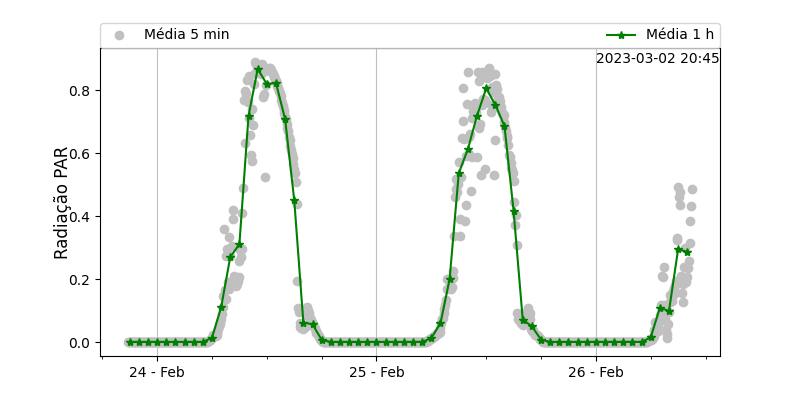 Média 5 min
Média 1 h
2023-03-02 20:45
Radiação PAR
0.8
0.6
0.4
0.2
0.0
24 - Feb
25 - Feb
26 - Feb